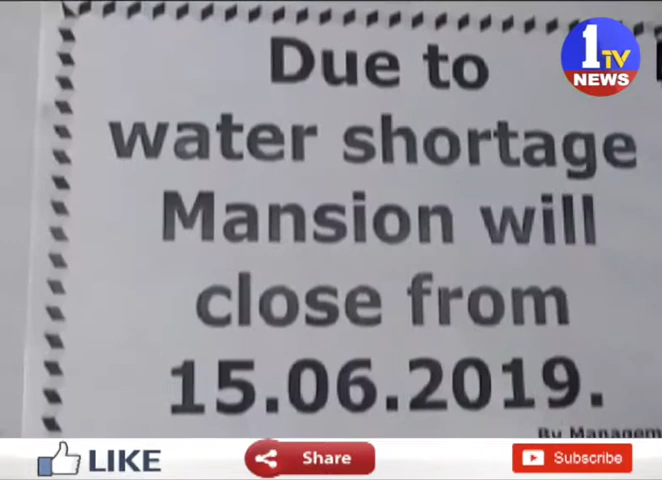 Due to
water shortage
Mansion will
close from
15.06.2019.
1TV
NEWS
LIKE
Share
Subscribe